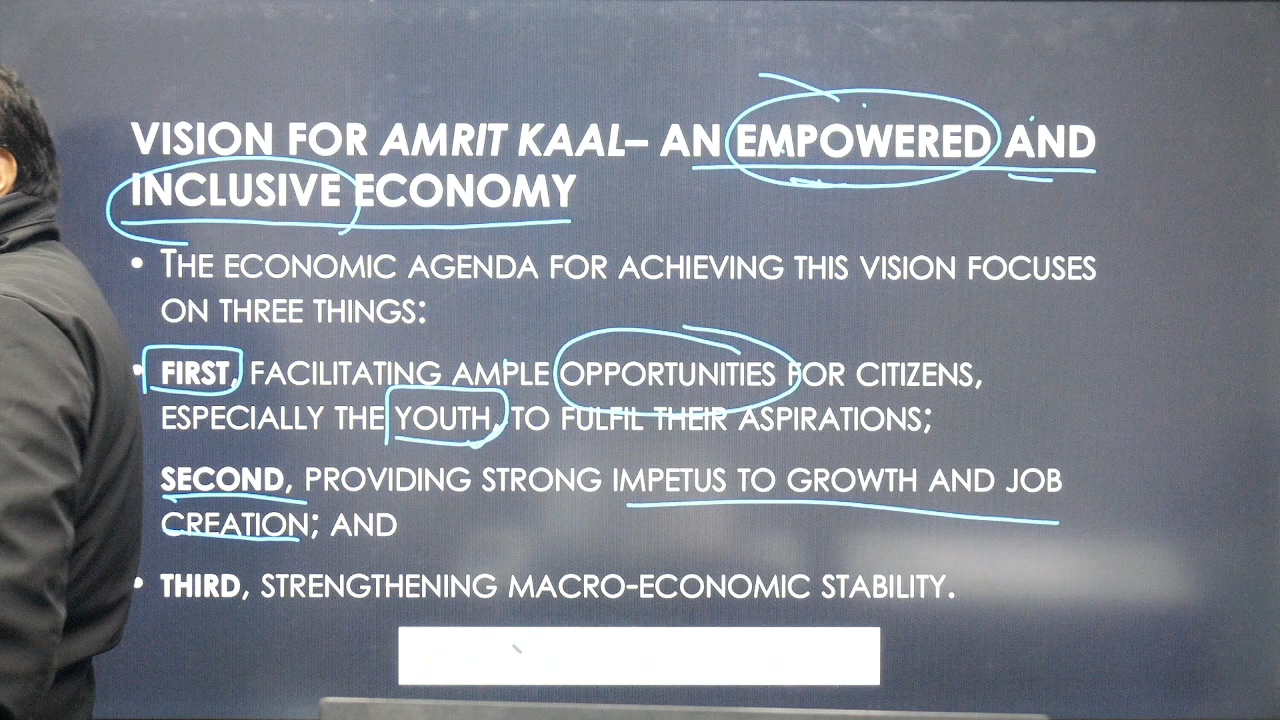 VISION FOR AMRIT KAAL– AN EMPOWERED AND
INCLUSIVE ECONOMY
• THE ECONOMIC AGENDA FOR ACHIEVING THIS VISION FOCUSES
ON THREE THINGS:
• FIRST, FACILITATING AMPLE OPPORTUNITIES FOR CITIZENS,
ESPECIALLY THE YOUTH, TO FULFIL THEIR ASPIRATIONS;
SECOND, PROVIDING STRONG IMPETUS TO GROWTH AND JOB
CREATION; AND
• THIRD, STRENGTHENING MACRO-ECONOMIC STABILITY.